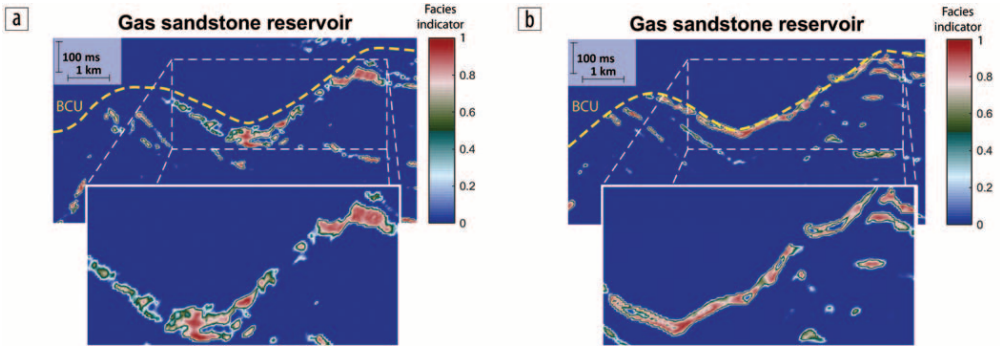 a
Gas sandstone reservoir
Facies
indicator
100 ms
1 km
BCU
1
0.8
0.6
0.4
0.2
0
b
Gas sandstone reservoir
Facies
indicator
100 ms
1 km
BCU
1
0.8
0.6
0.4
0.2
0